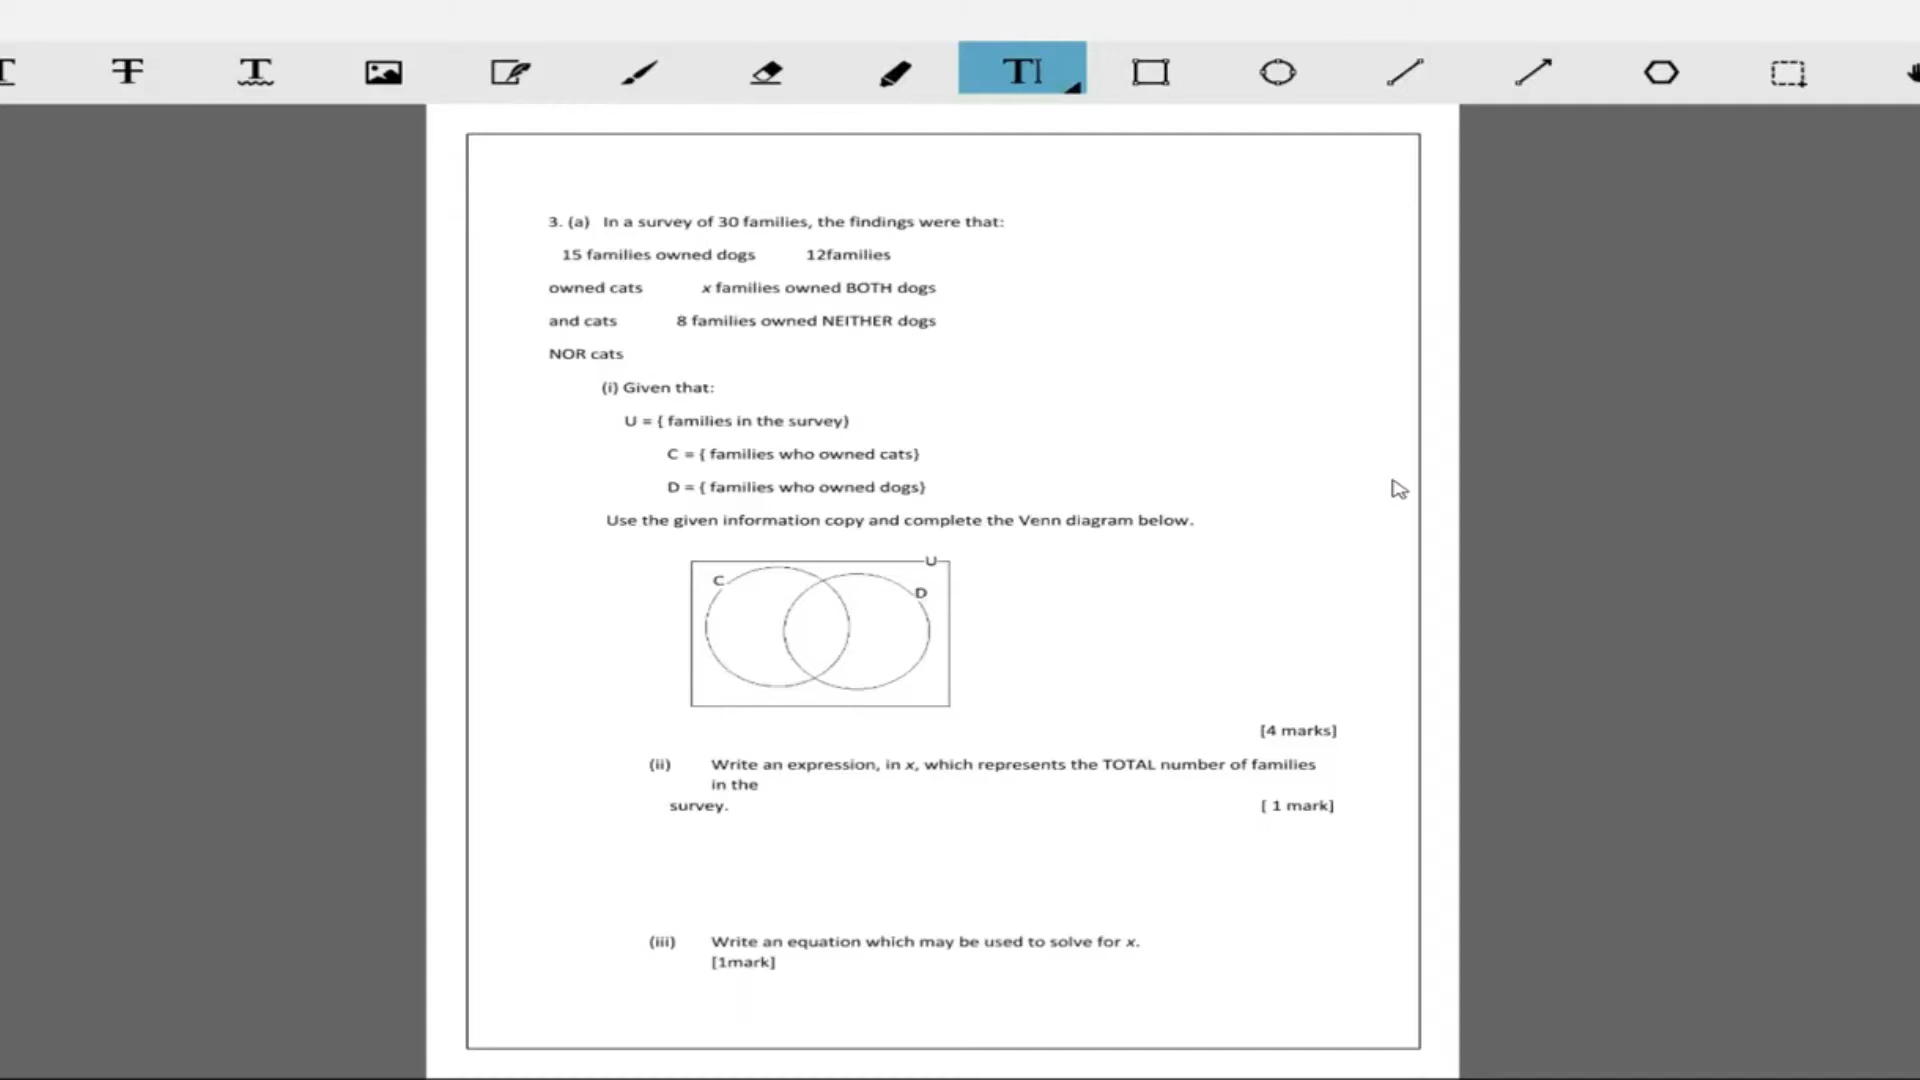 3. (a) In a survey of 30 families, the findings were that:
15 families owned dogs 12families
owned cats x families owned BOTH dogs
and cats 8 families owned NEITHER dogs
NOR cats
(i) Given that:
U = { families in the survey}
C = { families who owned cats}
D = { families who owned dogs}
Use the given information copy and complete the Venn diagram below.
U
C
D
[4 marks]
(ii) Write an expression, in x, which represents the TOTAL number of families
in the
survey. [ 1 mark]
(iii) Write an equation which may be used to solve for x.
[1mark]